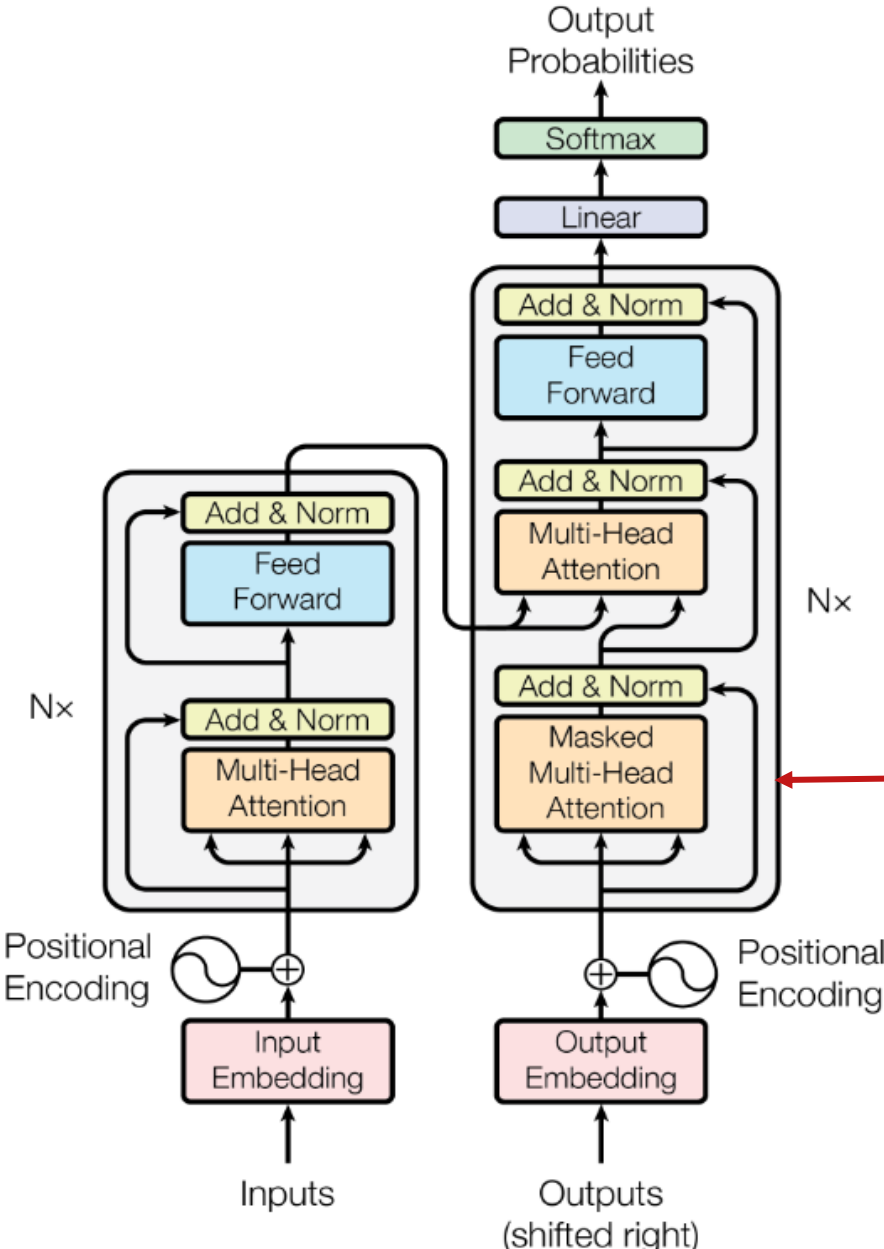 Output
Probabilities
Softmax
Linear
Add & Norm
Feed
Forward
Add & Norm
Multi-Head
Attention
Nx
Add & Norm
Masked
Multi-Head
Attention
Add & Norm
Feed
Forward
Nx
Add & Norm
Multi-Head
Attention
Positional
Encoding
Positional
Encoding
Input
Embedding
Output
Embedding
Inputs
Outputs
(shifted right)